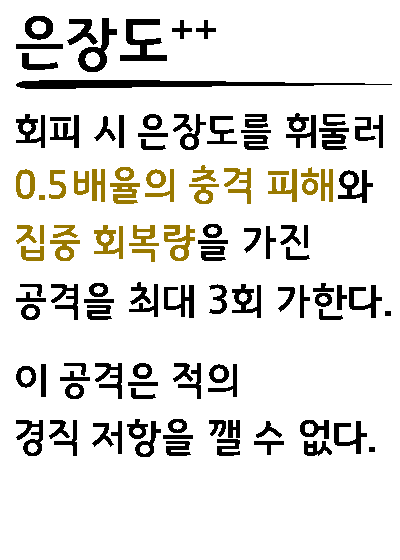 은장도++
회피 시 은장도를 휘둘러
0.5배율의 충격 피해와
집중 회복량을 가진
공격을 최대 3회 가한다.
이 공격은 적의
경직 저항을 깰 수 없다.